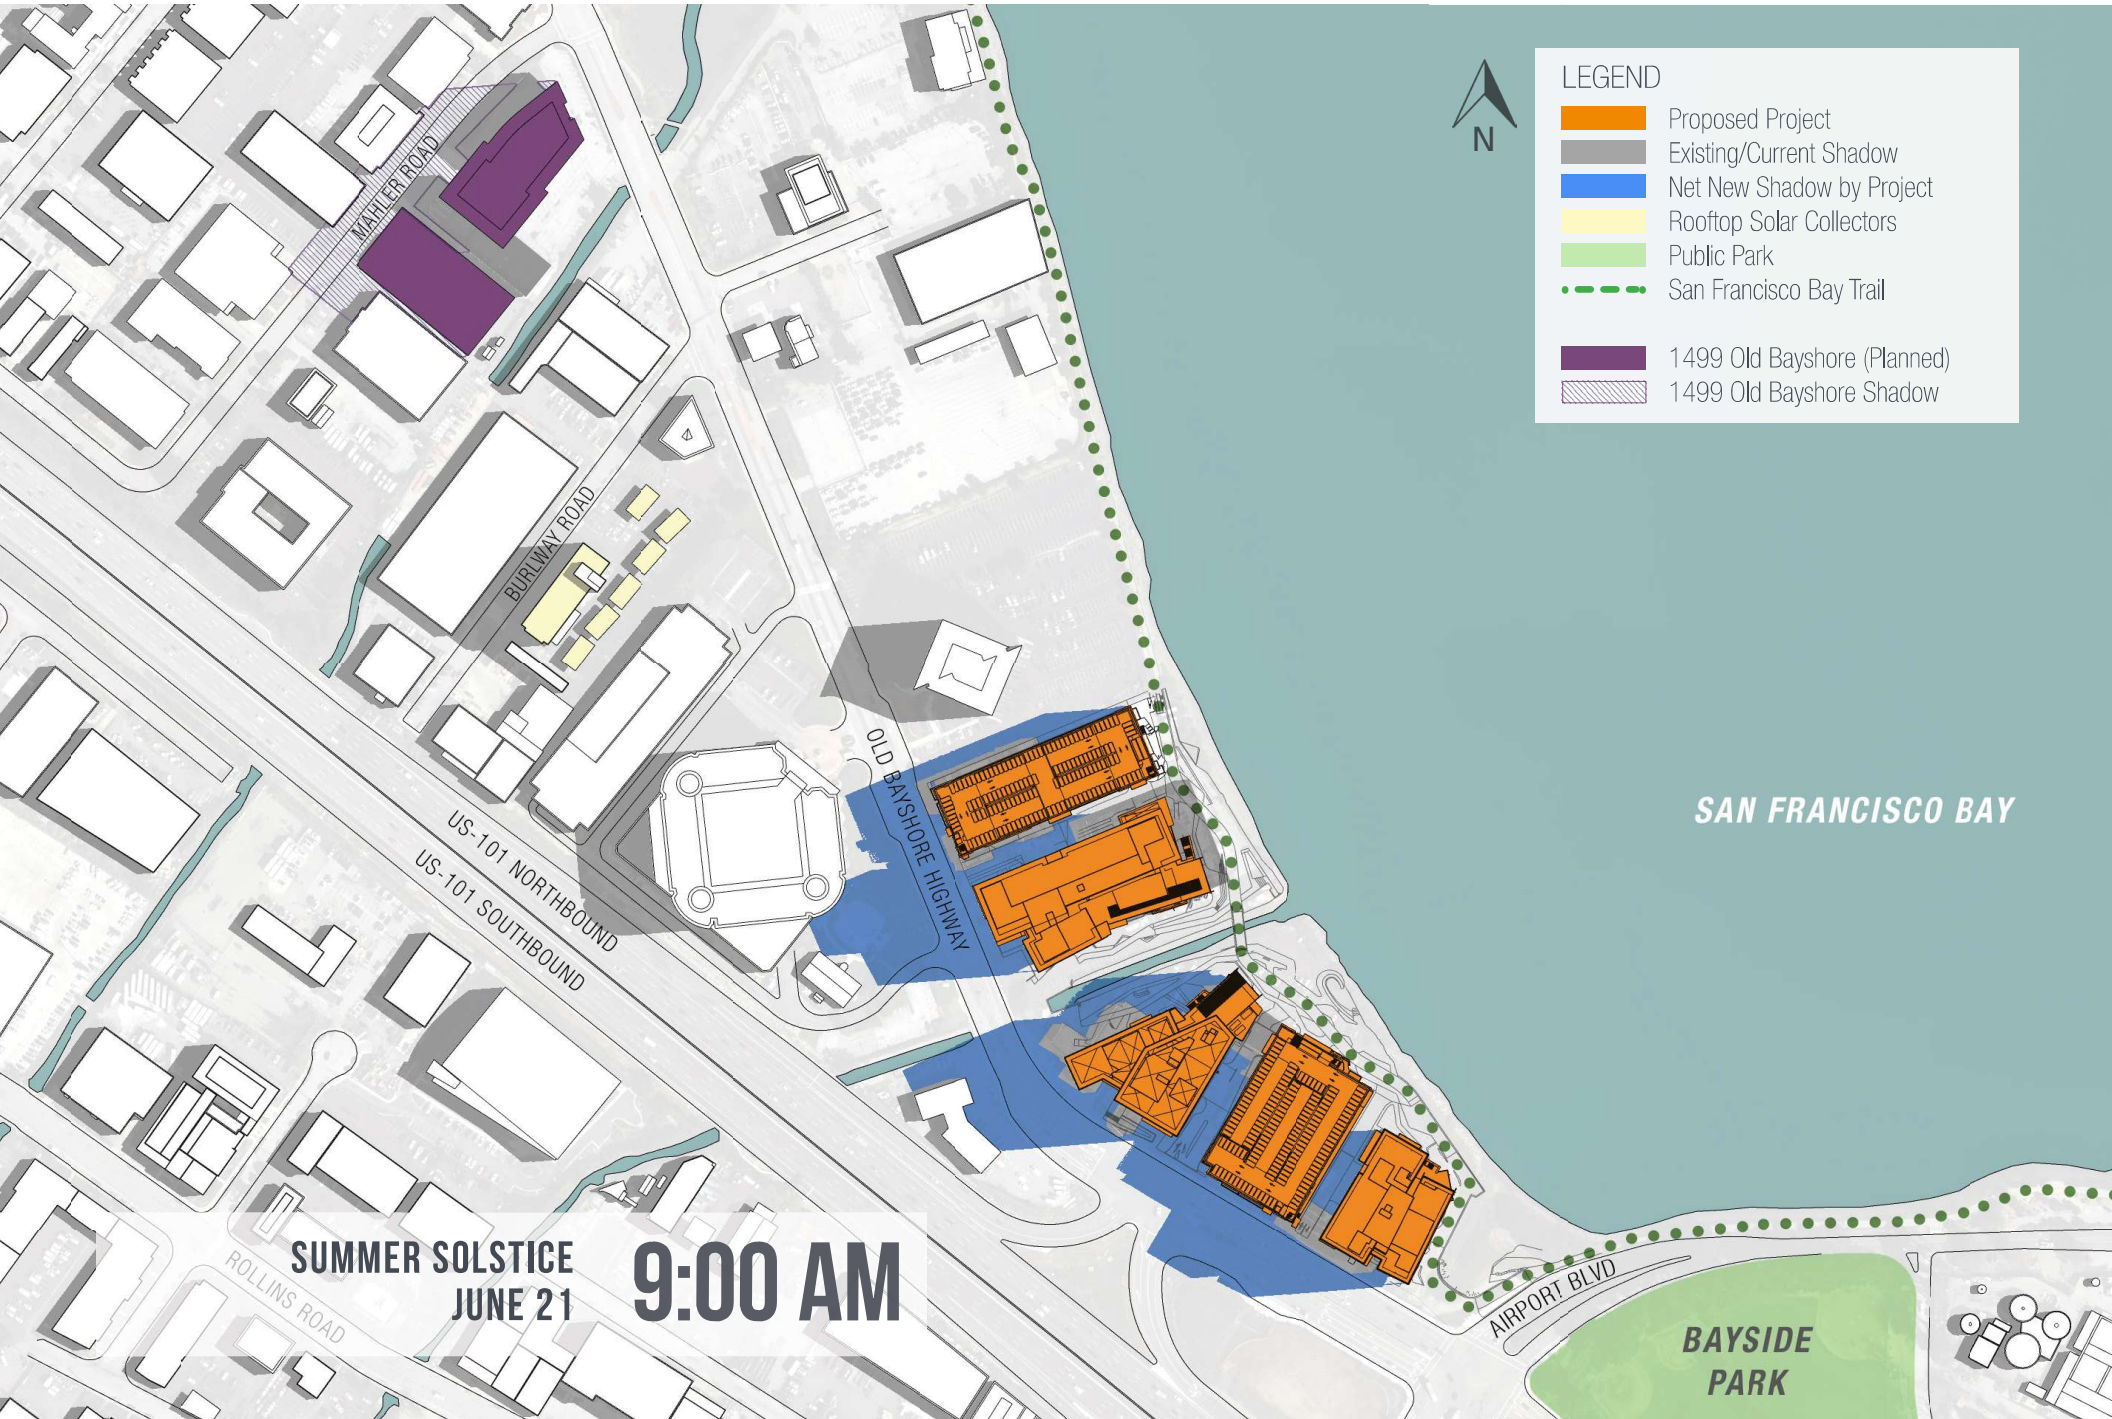 LEGEND
Proposed Project
Existing/Current Shadow
Net New Shadow by Project
Rooftop Solar Collectors
Public Park
San Francisco Bay Trail
1499 Old Bayshore (Planned)
1499 Old Bayshore Shadow
N
MAHLER ROAD
BURLWAY ROAD
OLD BAYSHORE HIGHWAY
US-101 NORTHBOUND
US-101 SOUTHBOUND
SAN FRANCISCO BAY
ROLLINS ROAD
AIRPORT BLVD
BAYSIDE
PARK
SUMMER SOLSTICE
JUNE 21
9:00 AM